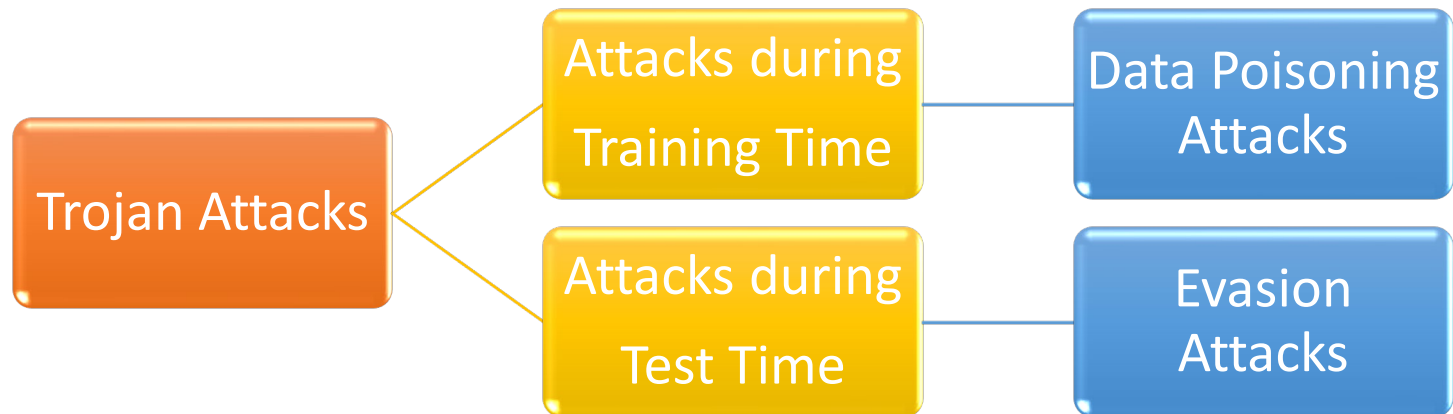 Trojan Attacks
Attacks during
Training Time
Data Poisoning
Attacks
Attacks during
Test Time
Evasion
Attacks